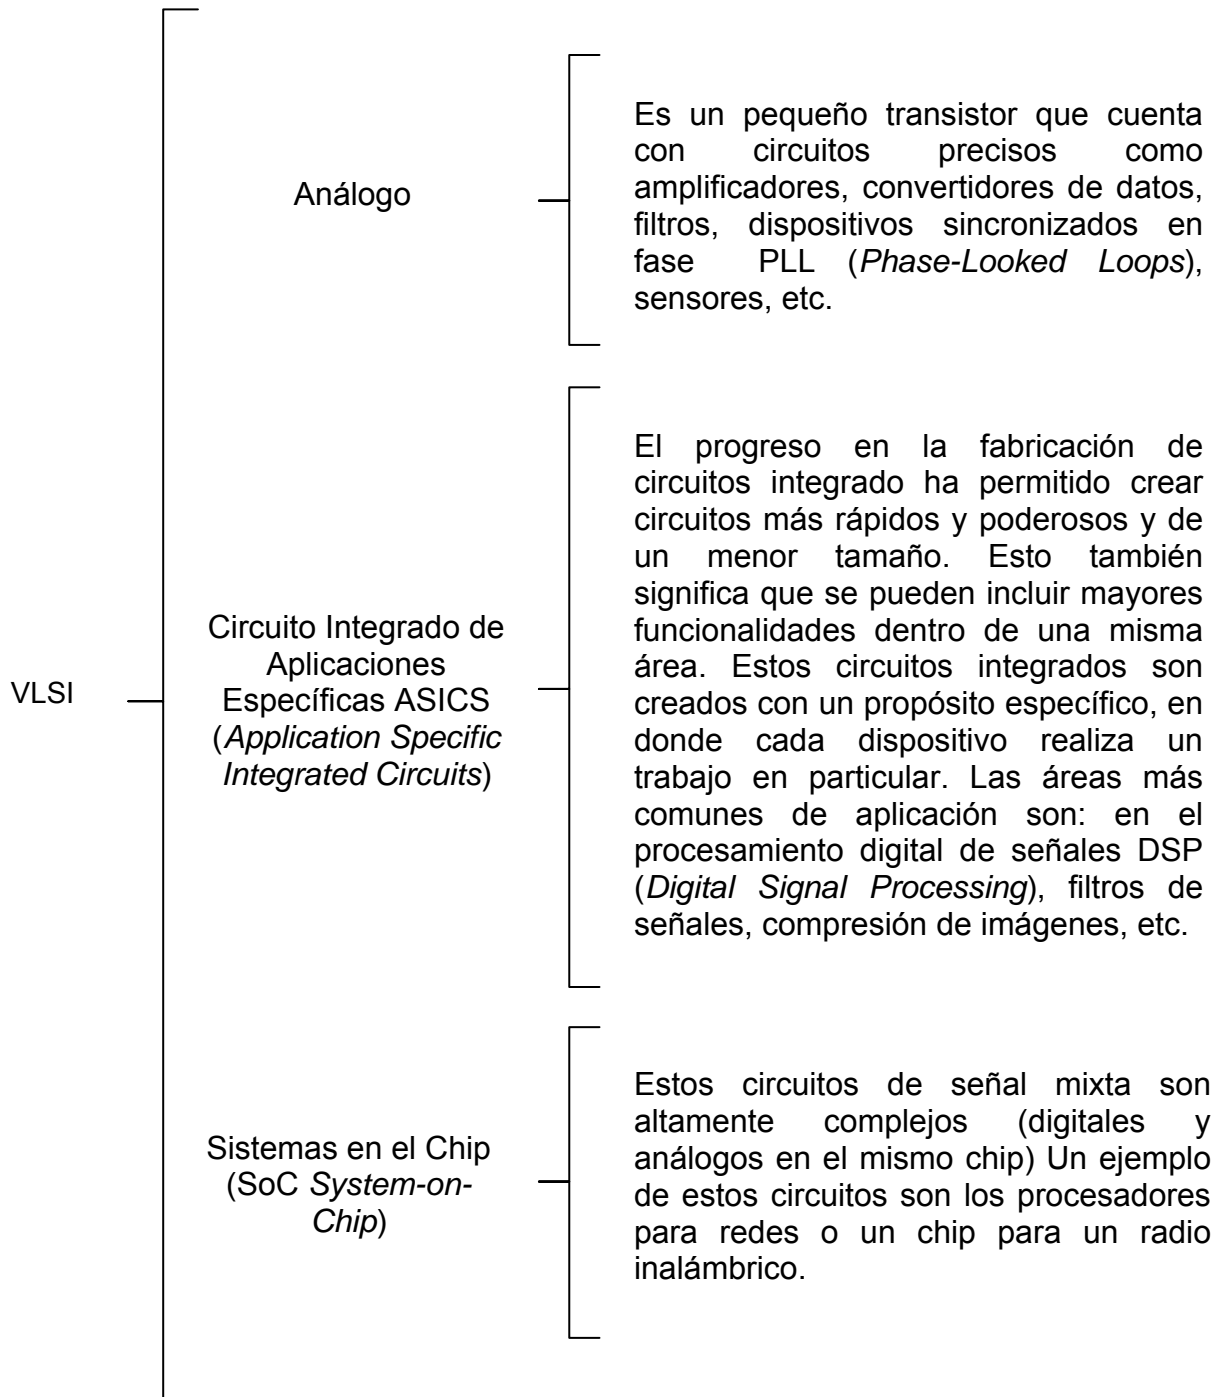 VLSI
Análogo
Es un pequeño transistor que cuenta
con circuitos precisos como
amplificadores, convertidores de datos,
filtros, dispositivos sincronizados en
fase PLL (Phase-Looked Loops),
sensores, etc.
Circuito Integrado de
Aplicaciones
Específicas ASICS
(Application Specific
Integrated Circuits)
El progreso en la fabricación de
circuitos integrado ha permitido crear
circuitos más rápidos y poderosos y de
un menor tamaño. Esto también
significa que se pueden incluir mayores
funcionalidades dentro de una misma
área. Estos circuitos integrados son
creados con un propósito específico, en
donde cada dispositivo realiza un
trabajo en particular. Las áreas más
comunes de aplicación son: en el
procesamiento digital de señales DSP
(Digital Signal Processing), filtros de
señales, compresión de imágenes, etc.
Sistemas en el Chip
(SoC System-on-
Chip)
Estos circuitos de señal mixta son
altamente complejos (digitales y
análogos en el mismo chip) Un ejemplo
de estos circuitos son los procesadores
para redes o un chip para un radio
inalámbrico.